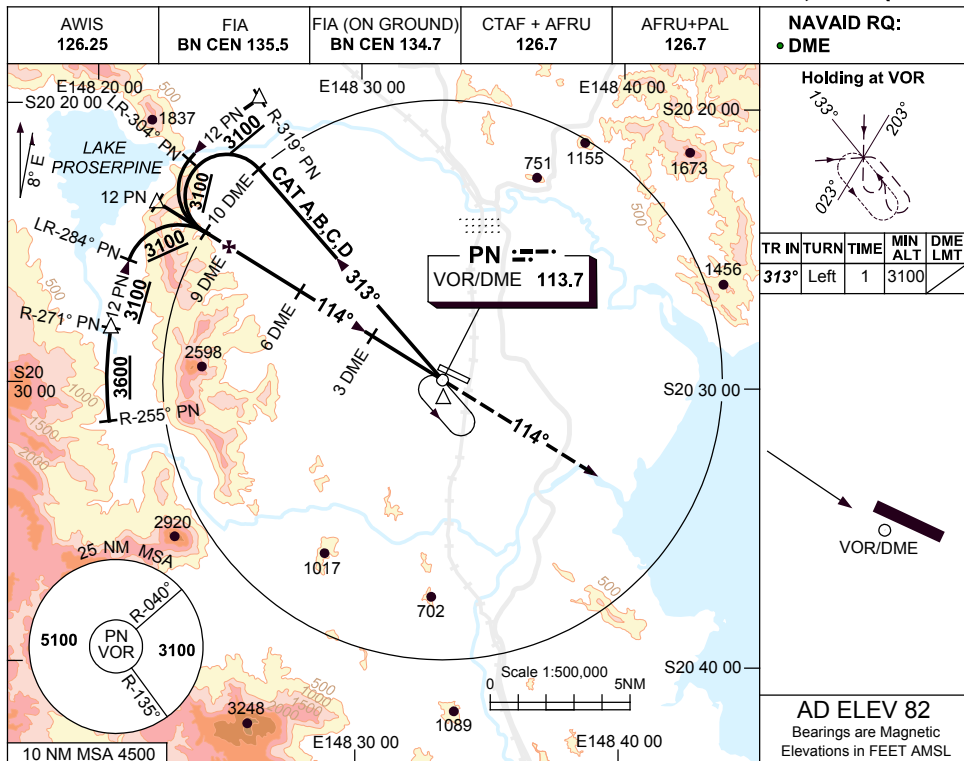 AWIS
126.25
FIA
BN CEN 135.5
FIA (ON GROUND)
BN CEN 134.7
CTAF + AFRU
126.7
AFRU+PAL
126.7
NAVAID RQ:
DME
E148 20 00
E148 30 00
E148 40 00
S20 20 00
S20 20 00
8° E
500
1837
LAKE
PROSERPINE
LR-304° PN
12 PN
3100
R-319° PN
12 PN
3100
10 DME
CAT A,B,C,D
313°
LR-284° PN
3100
9 DME
12 PN
3100
R-271° PN
3600
R-255° PN
114°
6 DME
3 DME
2598
751
1155
500
1673
1456
PN
VOR/DME 113.7
S20
30 00
S20 30 00
500
1000
1500
2000
114°
2920
1017
702
500
25 NM MSA
5100
PN
VOR
3100
R-040°
R-135°
10 NM MSA 4500
500
1000
1500
3248
1089
Scale 1:500,000
0
5NM
S20 40 00
E148 30 00
E148 40 00
Holding at VOR
133°
203°
023°
TR IN TURN TIME MIN ALT DME LMT
313° Left 1 3100
VOR/DME
AD ELEV 82
Bearings are Magnetic
Elevations in FEET AMSL